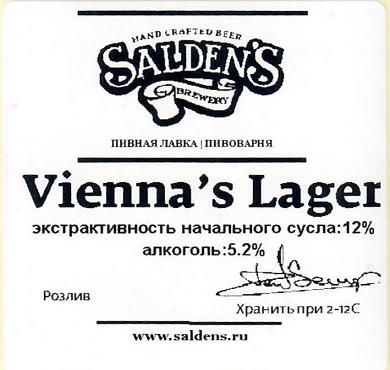 HAND CRAFTED BEER
SALDEN'S
BREWERY
ПИВНАЯ ЛАВКА | ПИВОВАРНЯ
Vienna's Lager
экстрактивность начального сусла:12%
алкоголь:5.2%
Розлив
Хранить при 2-12С
www.saldens.ru